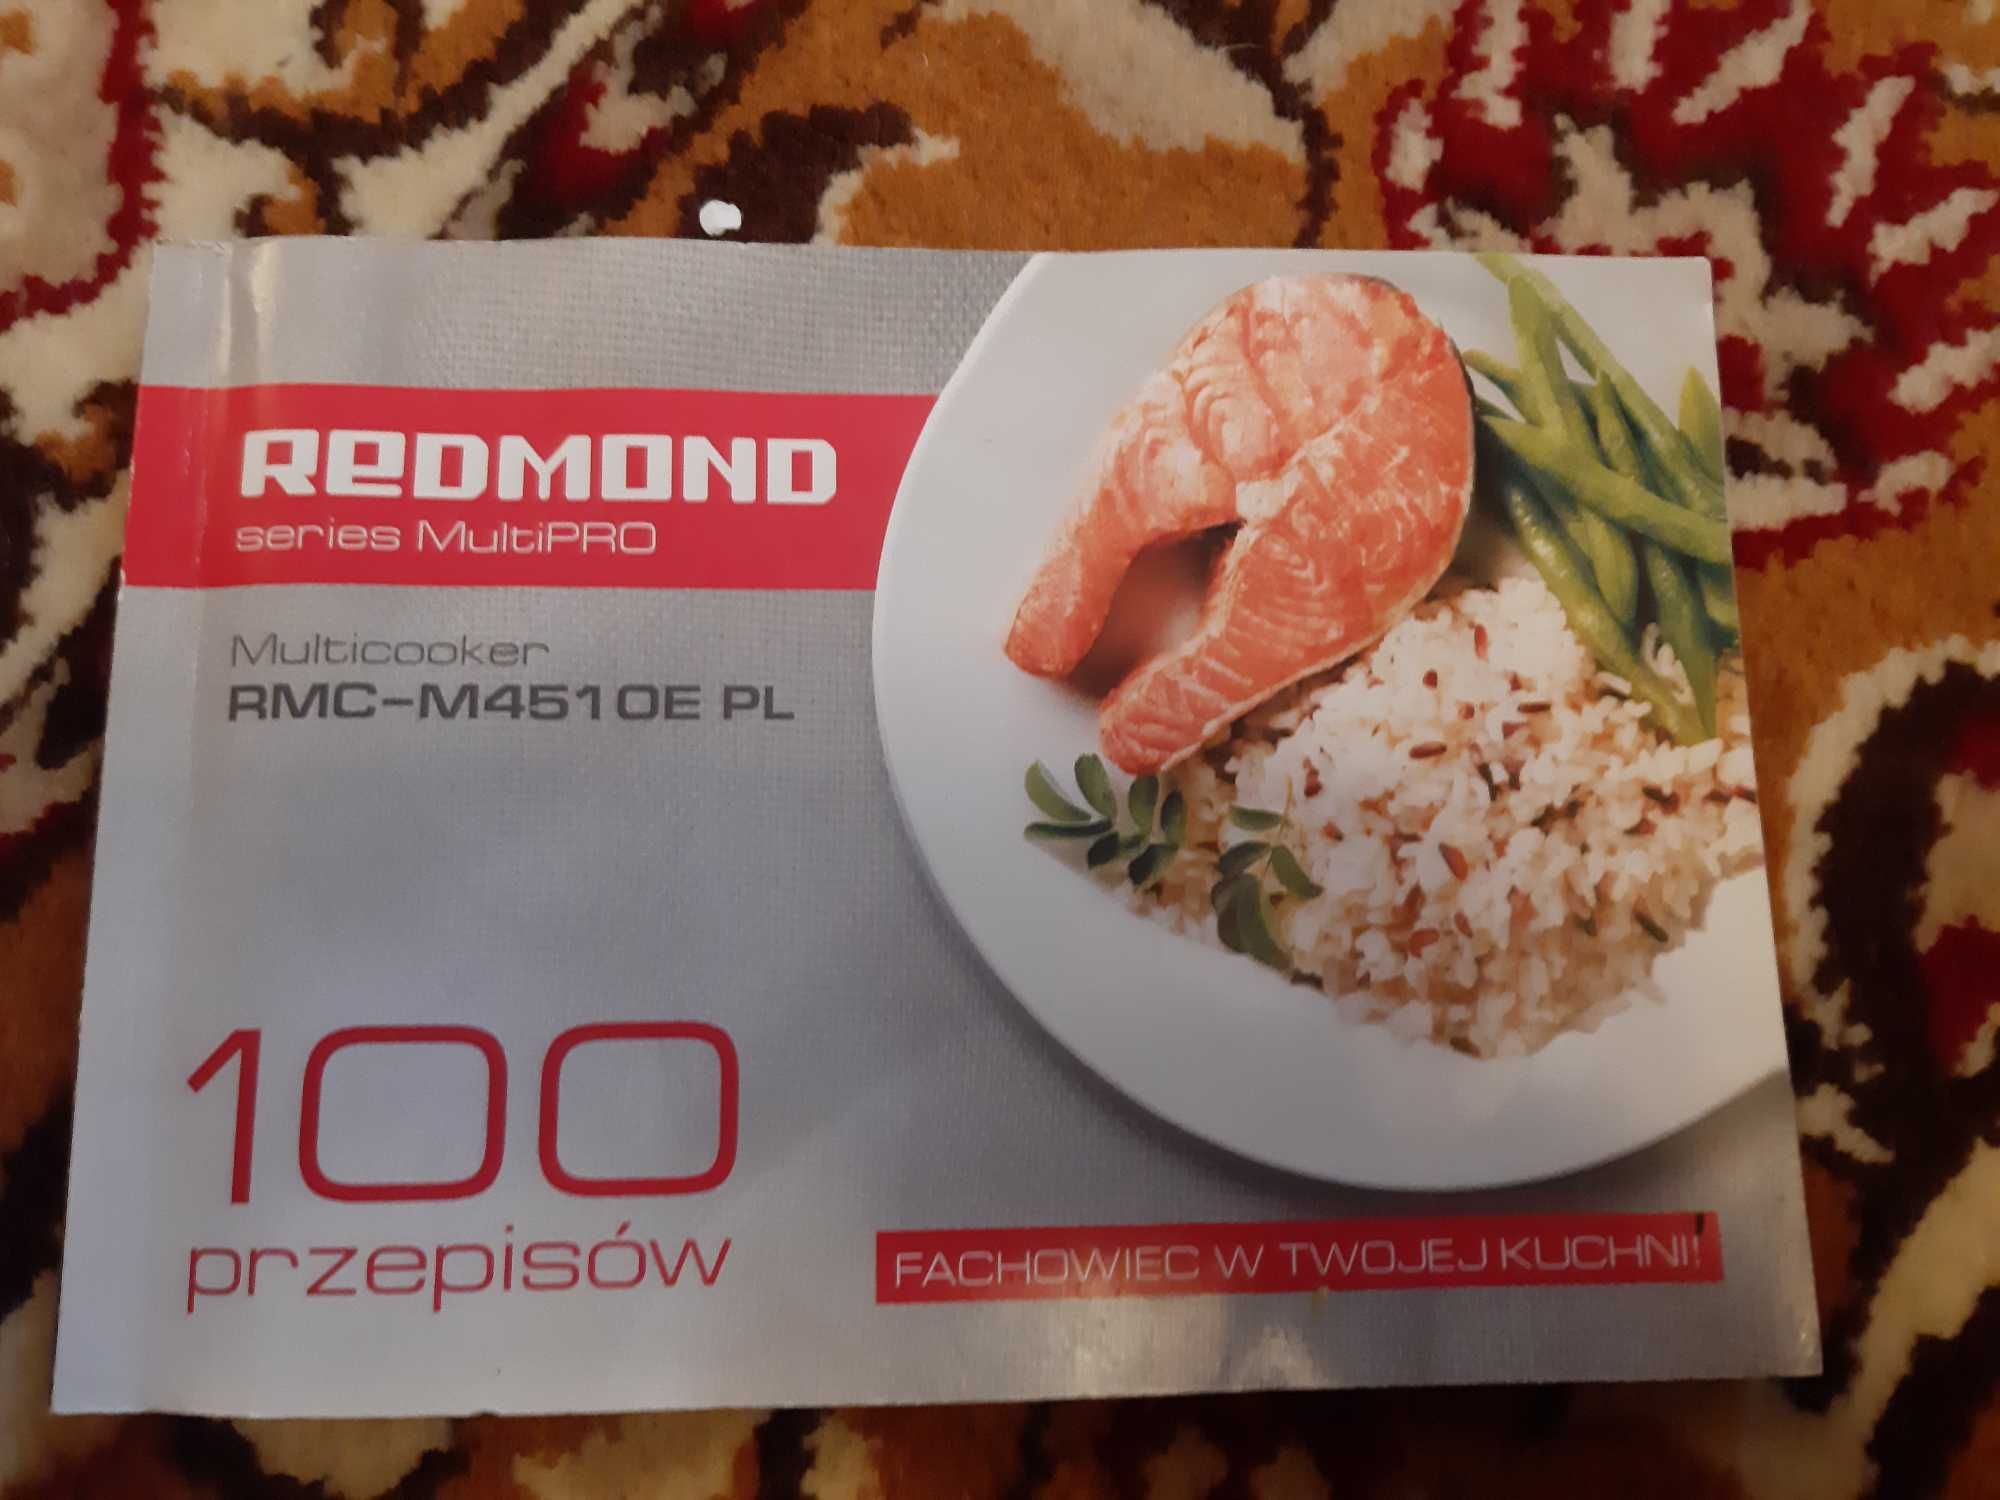 REDMOND
series MultiPRO
Multicooker
RMC-M4510E PL
100
przepisów
FACHOWIEC W TWOJEJ KUCHNI!